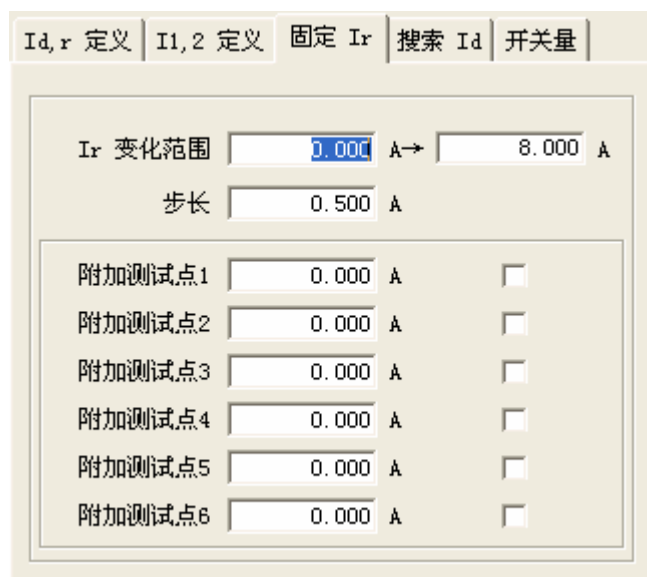 Id,r 定义 I1,2 定义 固定 Ir 搜索 Id 开关量
Ir 变化范围 0.000 A→ 8.000 A
步长 0.500 A
附加测试点1 0.000 A
附加测试点2 0.000 A
附加测试点3 0.000 A
附加测试点4 0.000 A
附加测试点5 0.000 A
附加测试点6 0.000 A